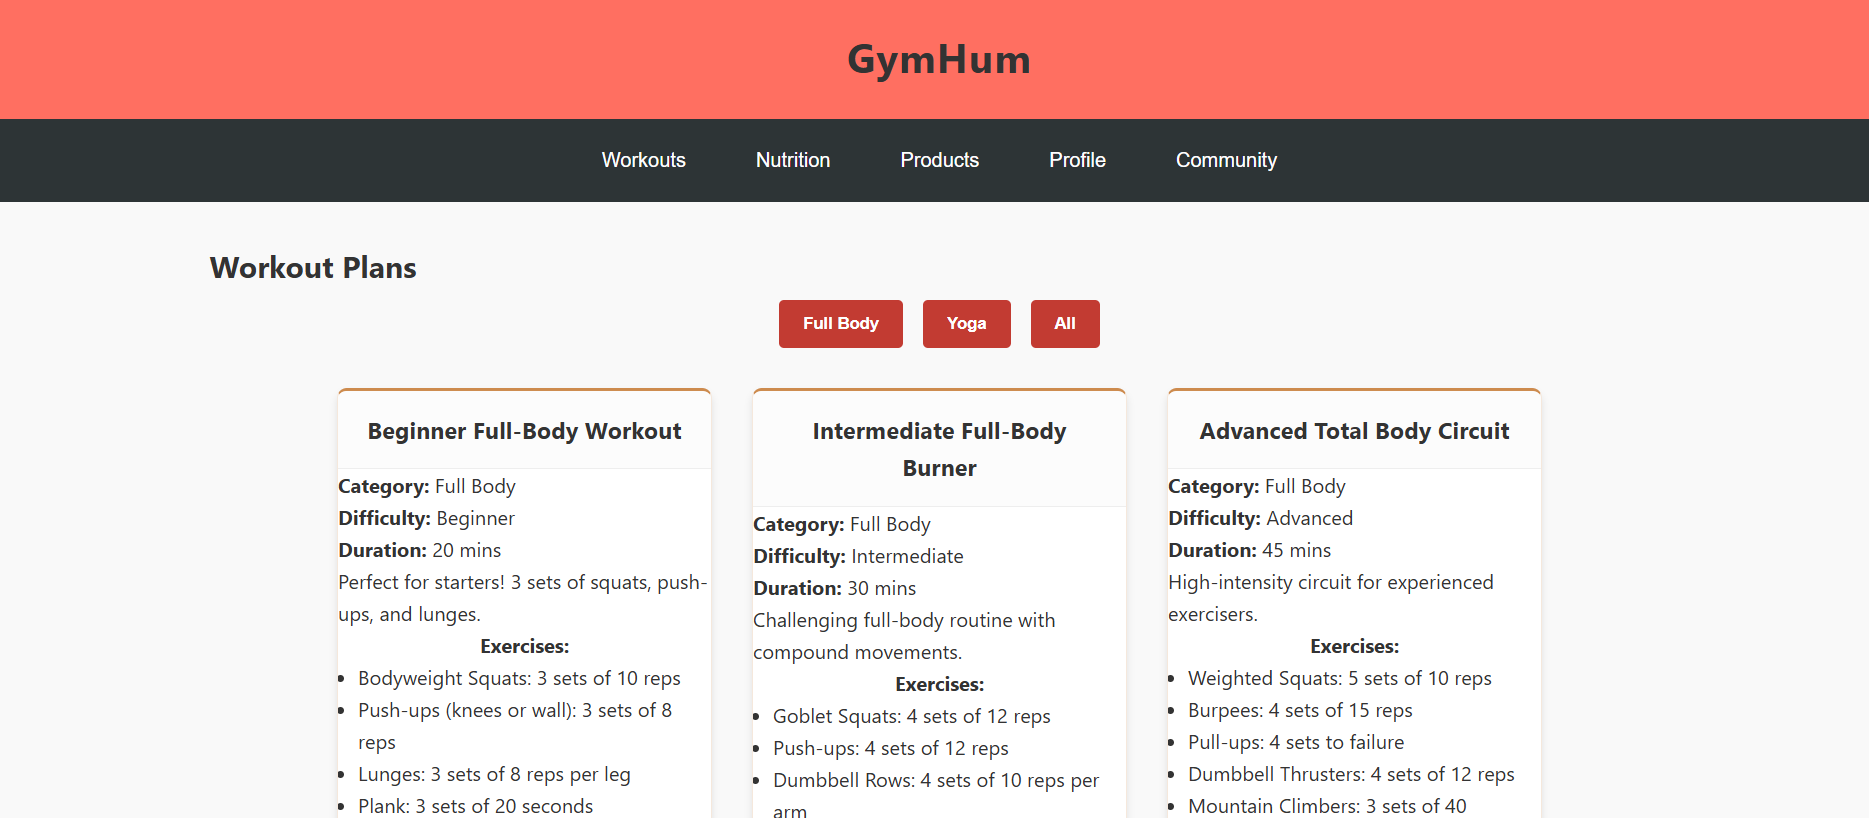 GymHum
Workouts Nutrition Products Profile Community
Workout Plans
Full Body Yoga All
Beginner Full-Body Workout
Category: Full Body
Difficulty: Beginner
Duration: 20 mins
Perfect for starters! 3 sets of squats, push-
ups, and lunges.
Exercises:
Bodyweight Squats: 3 sets of 10 reps
Push-ups (knees or wall): 3 sets of 8
reps
Lunges: 3 sets of 8 reps per leg
Plank: 3 sets of 20 seconds
Intermediate Full-Body
Burner
Category: Full Body
Difficulty: Intermediate
Duration: 30 mins
Challenging full-body routine with
compound movements.
Exercises:
Goblet Squats: 4 sets of 12 reps
Push-ups: 4 sets of 12 reps
Dumbbell Rows: 4 sets of 10 reps per
arm
Advanced Total Body Circuit
Category: Full Body
Difficulty: Advanced
Duration: 45 mins
High-intensity circuit for experienced
exercisers.
Exercises:
Weighted Squats: 5 sets of 10 reps
Burpees: 4 sets of 15 reps
Pull-ups: 4 sets to failure
Dumbbell Thrusters: 4 sets of 12 reps
Mountain Climbers: 3 sets of 40